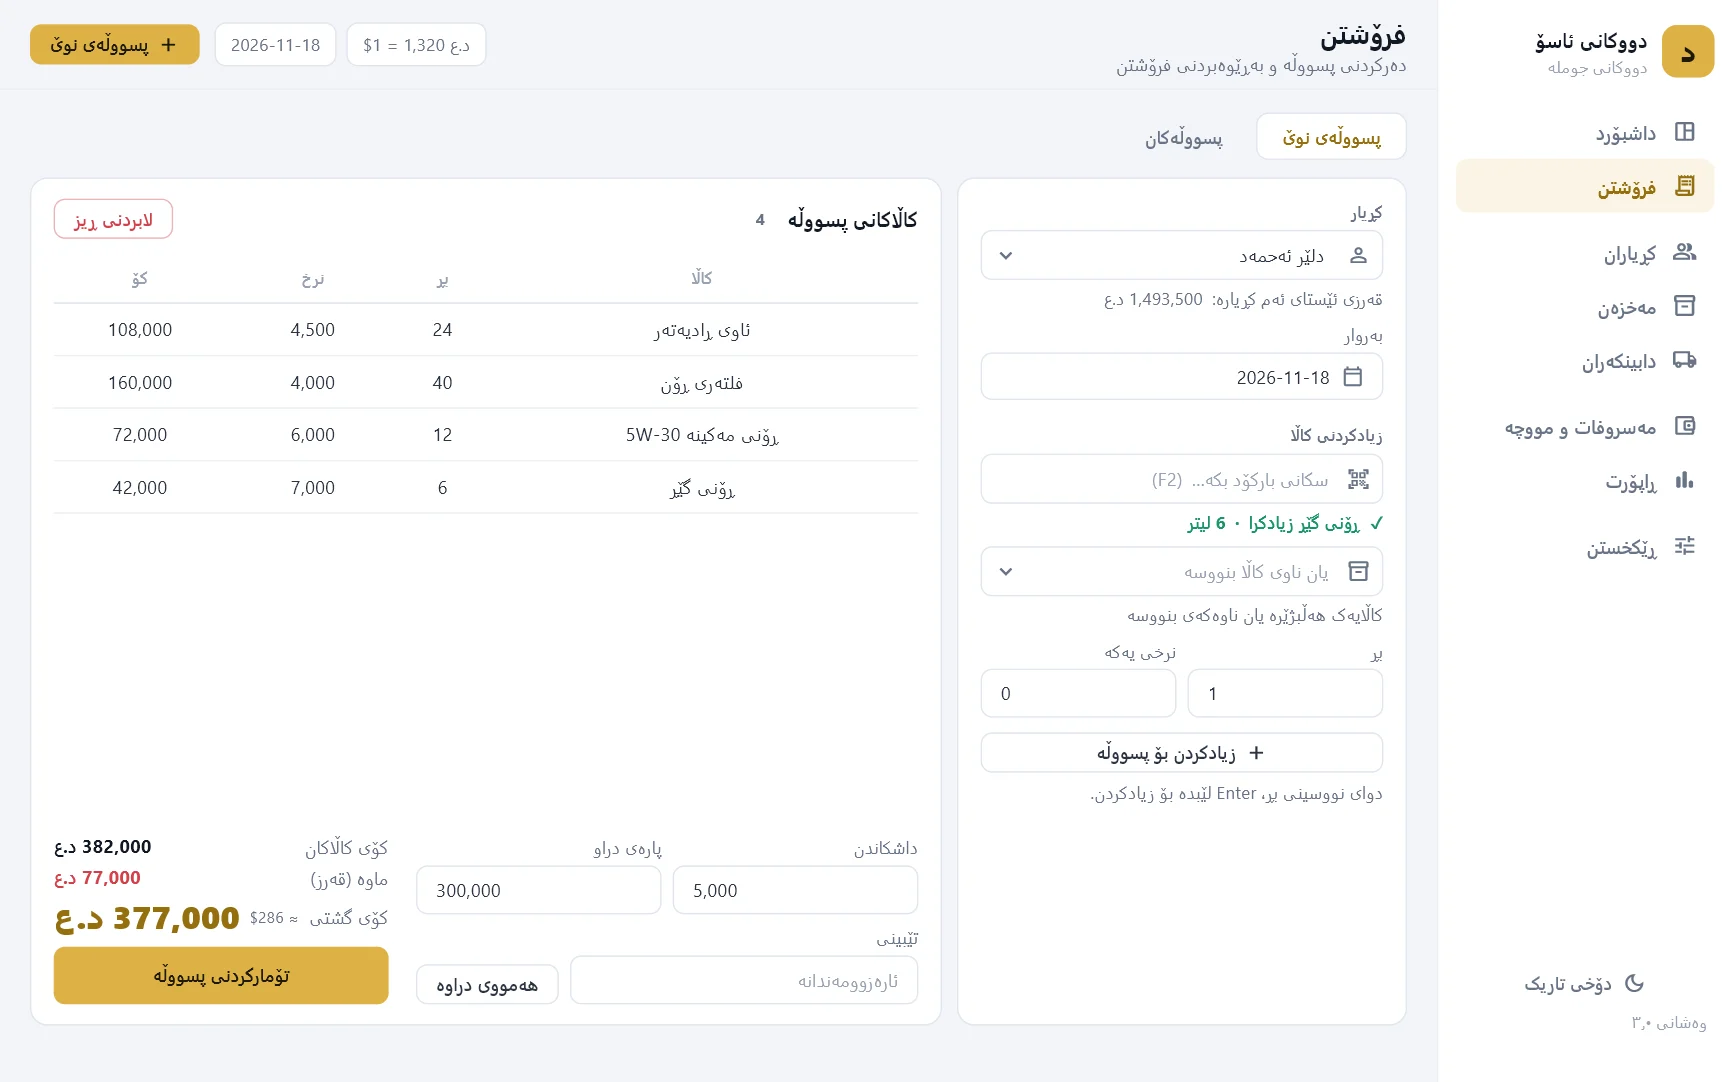 د
دووکانی ئاسۆ
دووکانی جوملە
داشبۆرد
فرۆشتن
کڕیاران
مەخزەن
دابینکەران
مەسروفات و مووچە
ڕاپۆرت
ڕێکخستن
دۆخی تاریک
وەشانی ٣٫٠
فرۆشتن
دەرکردنی پسووڵە و بەڕێوەبردنی فرۆشتن
$1 = 1,320 د.ع
2026-11-18
+ پسووڵەی نوێ
پسووڵەی نوێ
پسووڵەکان
کڕیار
دلێر ئەحمەد
قەرزی ئێستای ئەم کڕیارە: 1,493,500 د.ع
بەروار
2026-11-18
زیادکردنی کاڵا
سکانی بارکۆد بکە... (F2)
✓ ڕۆنی گێڕ زیادکرا · 6 لیتر
یان ناوی کاڵا بنووسە
کاڵایەک هەڵبژێرە یان ناوەکەی بنووسە
بڕ
نرخی یەکە
1
0
+ زیادکردن بۆ پسووڵە
دوای نووسینی بڕ، Enter لێبدە بۆ زیادکردن.
کاڵاکانی پسووڵە 4
لابردنی ڕیز
کاڵا بڕ نرخ کۆ
ئاوی ڕادیەتەر 24 4,500 108,000
فلتەری ڕۆن 40 4,000 160,000
ڕۆنی مەکینە 5W-30 12 6,000 72,000
ڕۆنی گێڕ 6 7,000 42,000
داشکاندن
پارەی دراو
5,000
300,000
تێبینی
ئارەزوومەندانە
هەمووی دراوە
کۆی کاڵاکان 382,000 د.ع
ماوە (قەرز) 77,000 د.ع
کۆی گشتی ≈ $286 377,000 د.ع
تۆمارکردنی پسووڵە